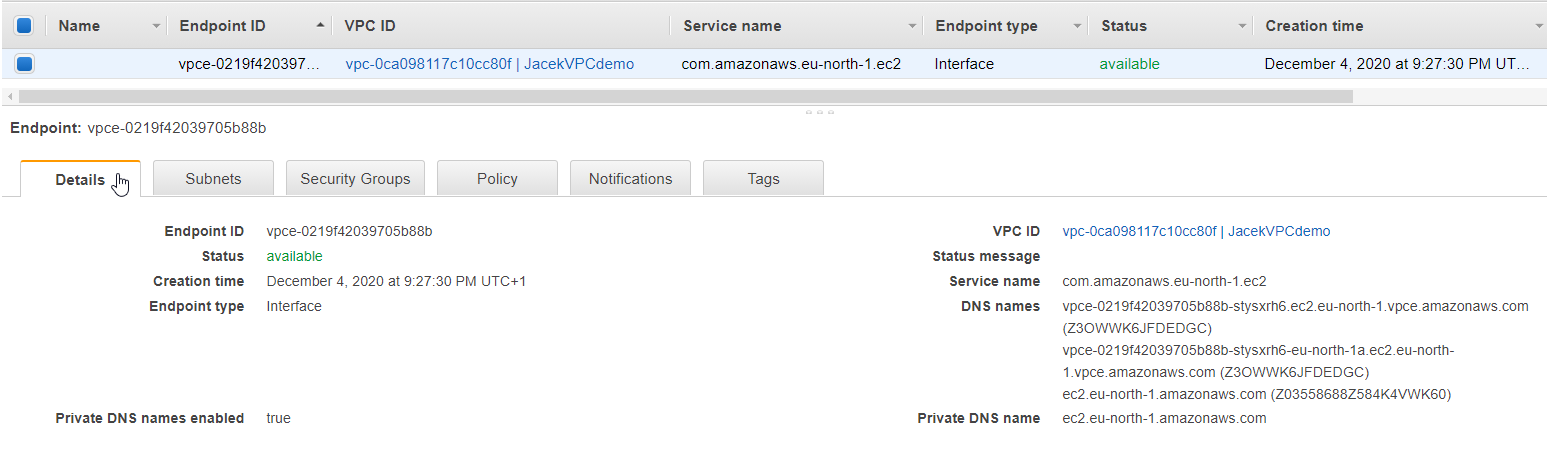 Name Endpoint ID VPC ID Service name Endpoint type Status Creation time
vpce-0219f420397… vpc-0ca098117c10cc80f | JacekVPCdemo com.amazonaws.eu-north-1.ec2 Interface available December 4, 2020 at 9:27:30 PM UT…
Endpoint: vpce-0219f42039705b88b
Details Subnets Security Groups Policy Notifications Tags
Endpoint ID vpce-0219f42039705b88b VPC ID vpc-0ca098117c10cc80f | JacekVPCdemo
Status available Status message
Creation time December 4, 2020 at 9:27:30 PM UTC+1 Service name com.amazonaws.eu-north-1.ec2
Endpoint type Interface DNS names vpce-0219f42039705b88b-stysxrh6.ec2.eu-north-1.vpce.amazonaws.com
(Z3OWWK6JFDEDGC)
vpce-0219f42039705b88b-stysxrh6-eu-north-1a.ec2.eu-north-
1.vpce.amazonaws.com (Z3OWWK6JFDEDGC)
ec2.eu-north-1.amazonaws.com (Z03558688Z584K4VWK60)
Private DNS names enabled true Private DNS name ec2.eu-north-1.amazonaws.com